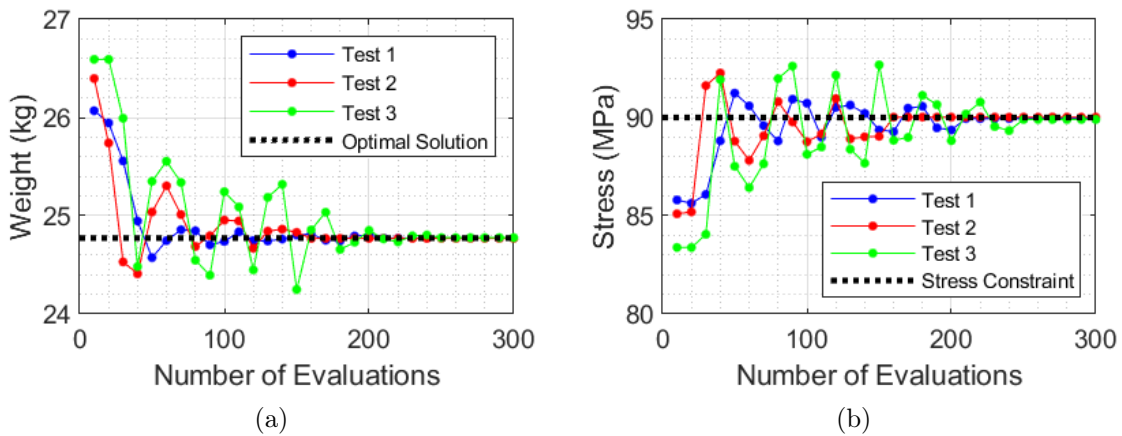 27
26
25
24
0
100
200
300
Weight (kg)
Number of Evaluations
Test 1
Test 2
Test 3
Optimal Solution
(a)
95
90
85
80
0
100
200
300
Stress (MPa)
Number of Evaluations
Test 1
Test 2
Test 3
Stress Constraint
(b)